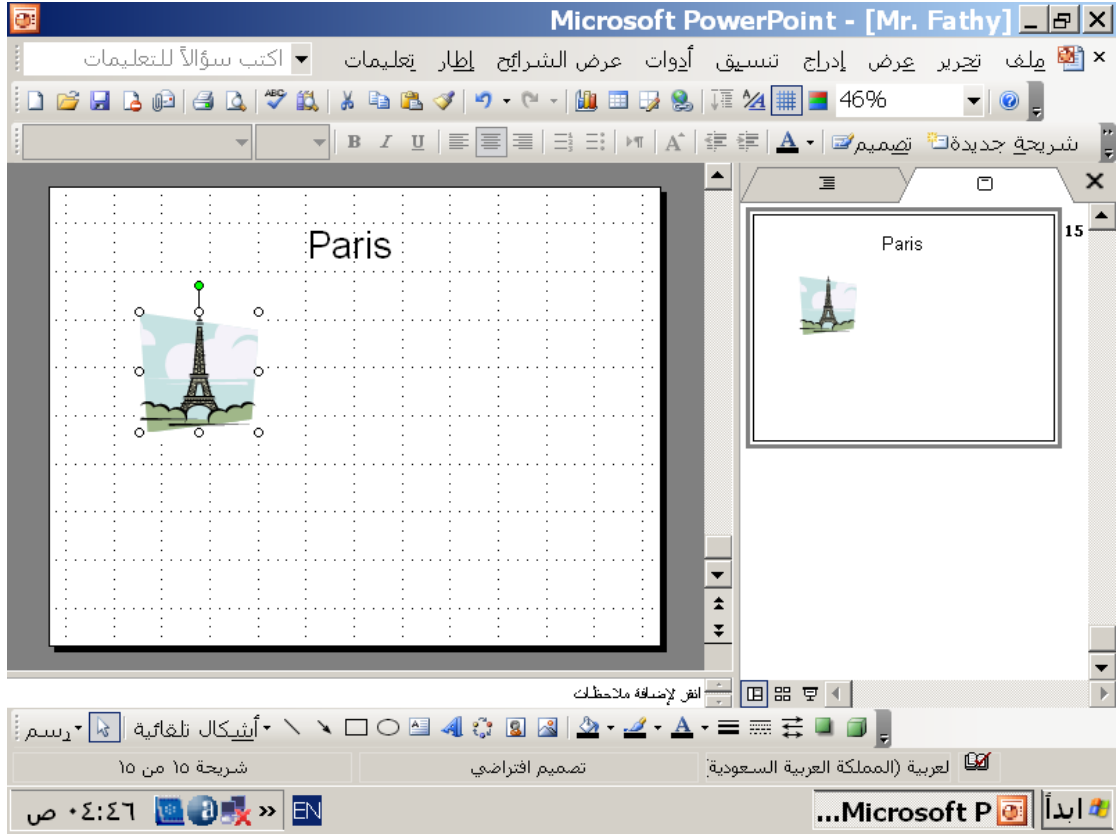 Microsoft PowerPoint - [Mr. Fathy]
ملف تحرير عرض إدراج تنسيق أدوات عرض الشرائح إطار تعليمات اكتب سؤالاً للتعليمات
46%
B I U A A شريحة جديدة تصميم
Paris
15
Paris
انقر لإضافة ملاحظات
رسم أشكال تلقائية A
شريحة ١٥ من ١٥ تصميم افتراضي لعربية (المملكة العربية السعودية)
ابدأ Microsoft P... EN ٠٤:٤٦ ص